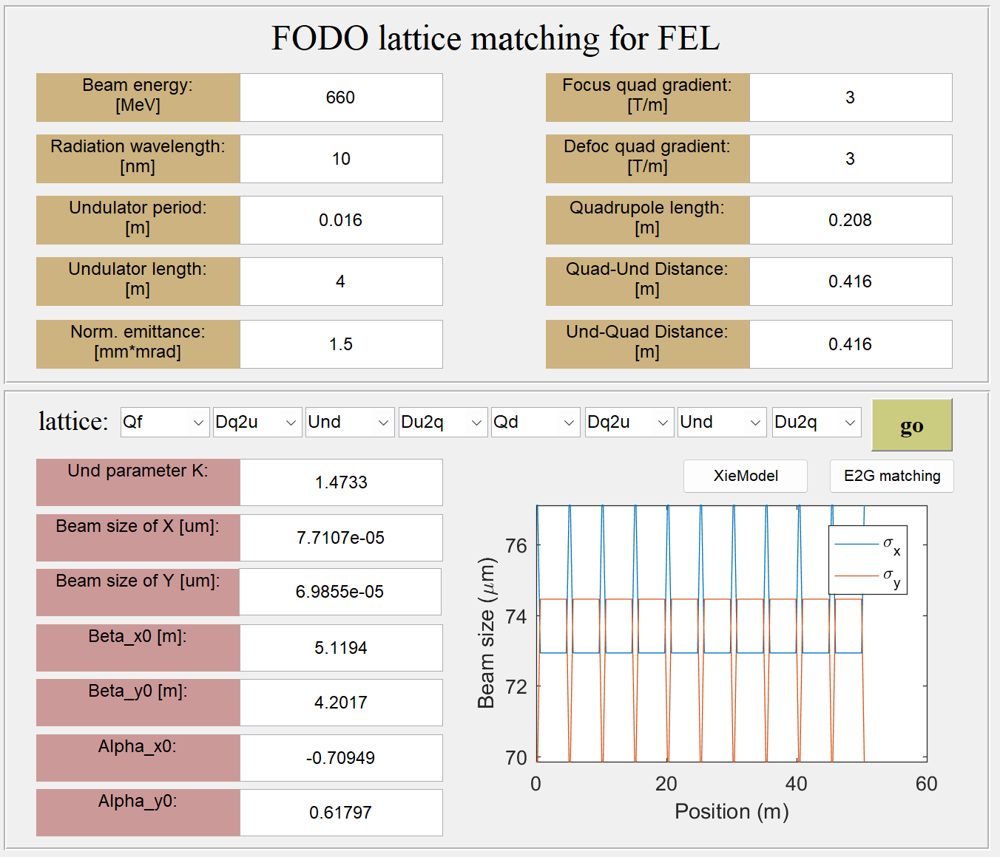 FODO lattice matching for FEL
Beam energy:
[MeV]
660
Focus quad gradient:
[T/m]
3
Radiation wavelength:
[nm]
10
Defoc quad gradient:
[T/m]
3
Undulator period:
[m]
0.016
Quadrupole length:
[m]
0.208
Undulator length:
[m]
4
Quad-Und Distance:
[m]
0.416
Norm. emittance:
[mm*mrad]
1.5
Und-Quad Distance:
[m]
0.416
lattice: Qf Dq2u Und Du2q Qd Dq2u Und Du2q go
Und parameter K:
1.4733
Beam size of X [um]:
7.7107e-05
Beam size of Y [um]:
6.9855e-05
Beta_x0 [m]:
5.1194
Beta_y0 [m]:
4.2017
Alpha_x0:
-0.70949
Alpha_y0:
0.61797
XieModel
E2G matching
σx
σy
76
74
72
70
Beam size (μm)
0 20 40 60
Position (m)